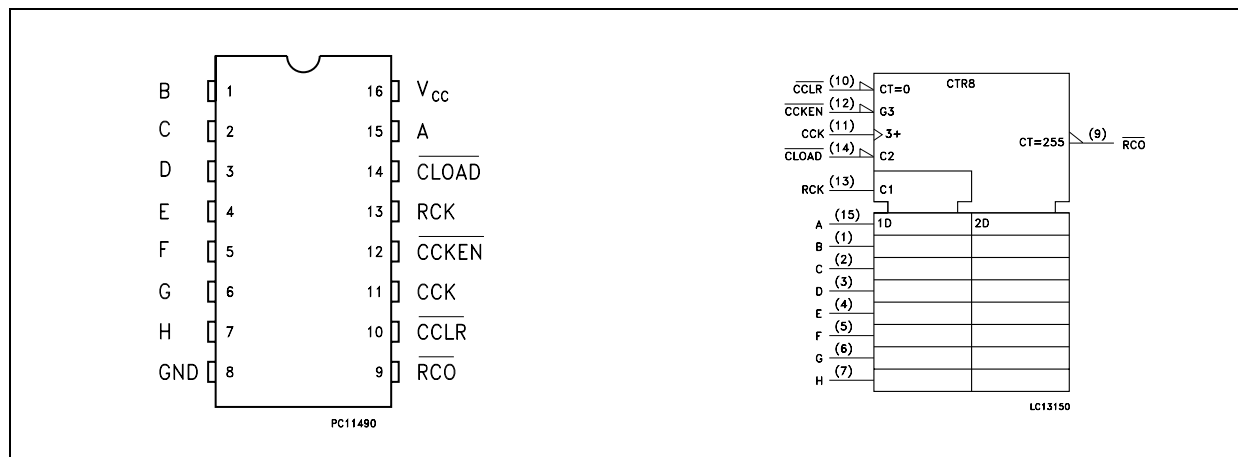 B 1 16 VCC
C 2 15 A
D 3 14 CLOAD
E 4 13 RCK
F 5 12 CCKEN
G 6 11 CCK
H 7 10 CCLR
GND 8 9 RCO
PC11490
CTR8
CCLR (10) CT=0
CCKEN (12) G3
CCK (11) 3+
CT=255 (9) RCO
CLOAD (14) C2
RCK (13) C1
A (15) 1D 2D
B (1)
C (2)
D (3)
E (4)
F (5)
G (6)
H (7)
LC13150